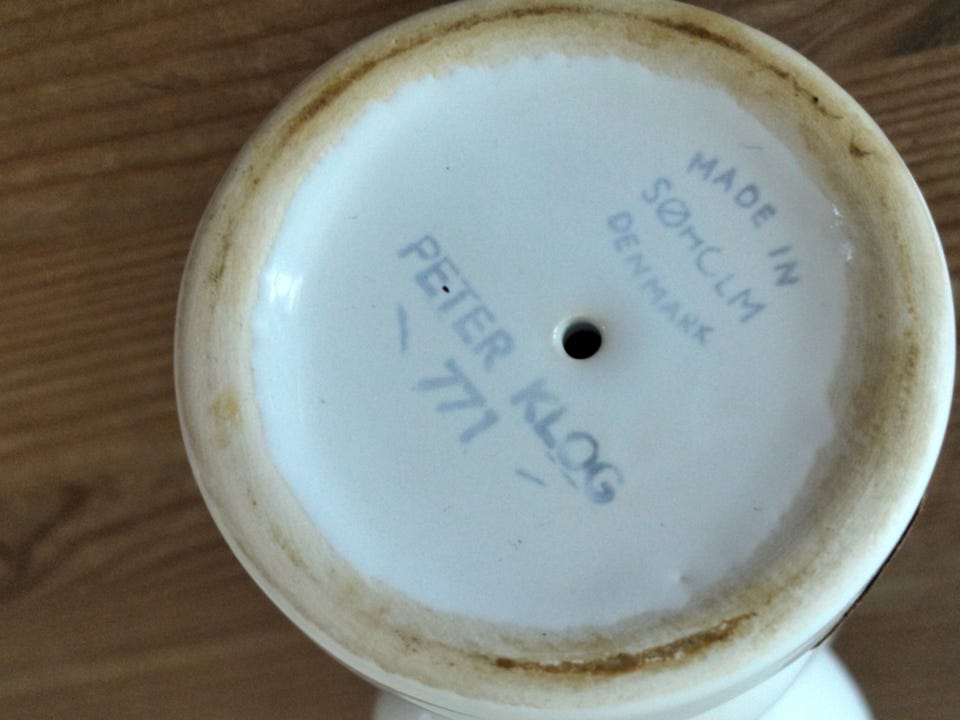 MADE IN
SØHOLM
DENMARK
PETER KLOG
- 771 -